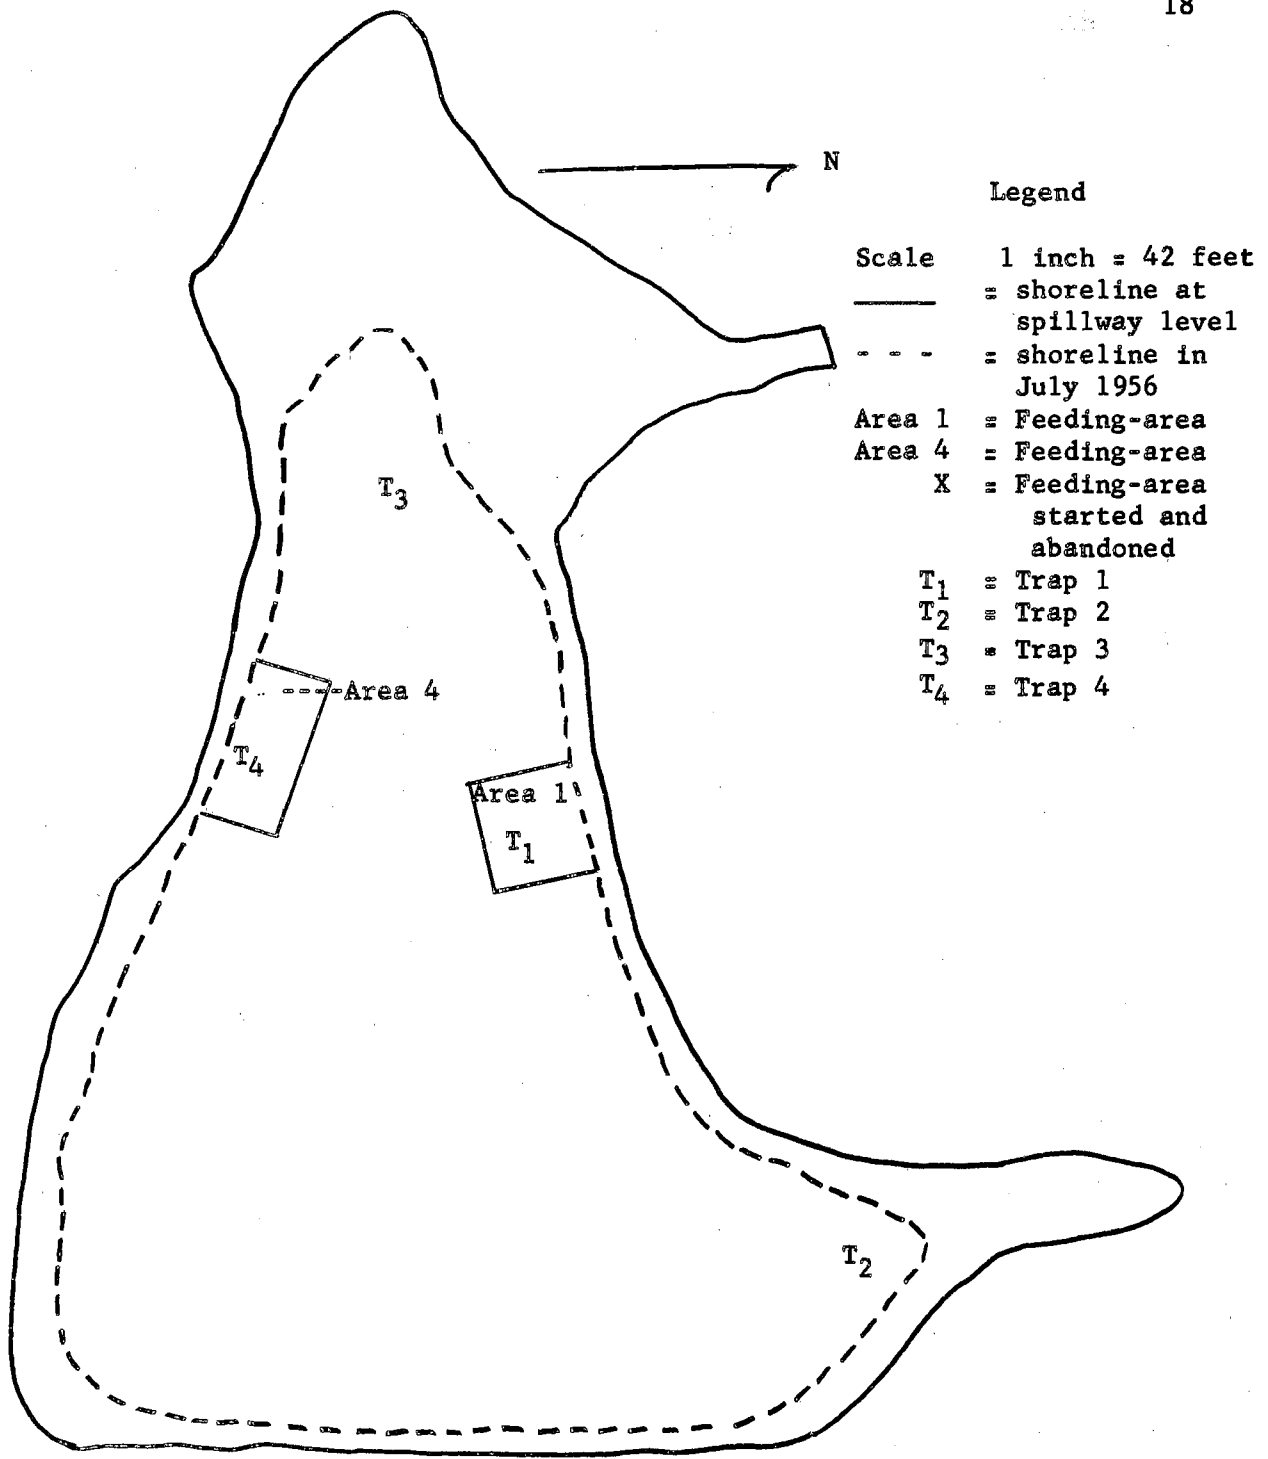 18
N
Legend
Scale 1 inch = 42 feet
= shoreline at
spillway level
- - - = shoreline in
July 1956
Area 1 = Feeding-area
Area 4 = Feeding-area
X = Feeding-area
started and
abandoned
T1 = Trap 1
T2 = Trap 2
T3 = Trap 3
T4 = Trap 4
T3
Area 4
T4
Area 1
T1
T2